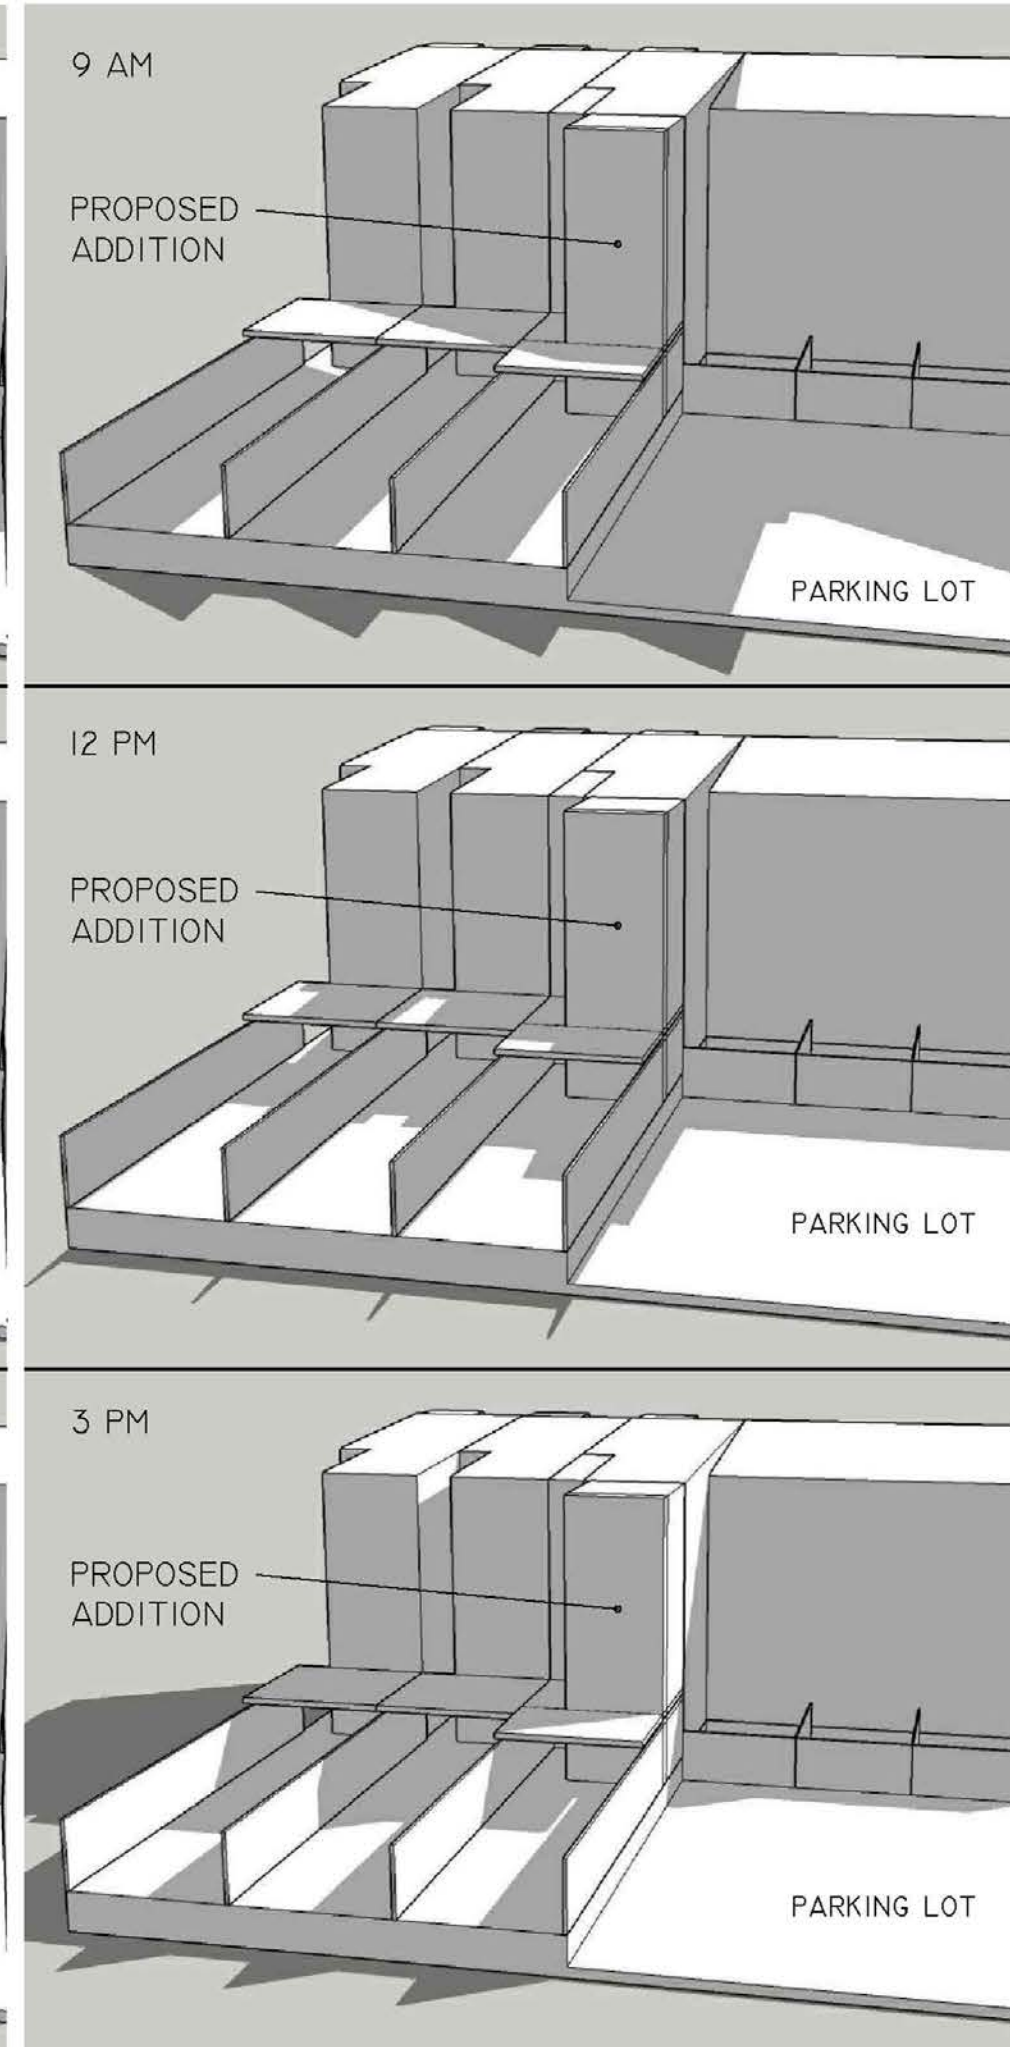 9 AM
PROPOSED
ADDITION
PARKING LOT
12 PM
PROPOSED
ADDITION
PARKING LOT
3 PM
PROPOSED
ADDITION
PARKING LOT